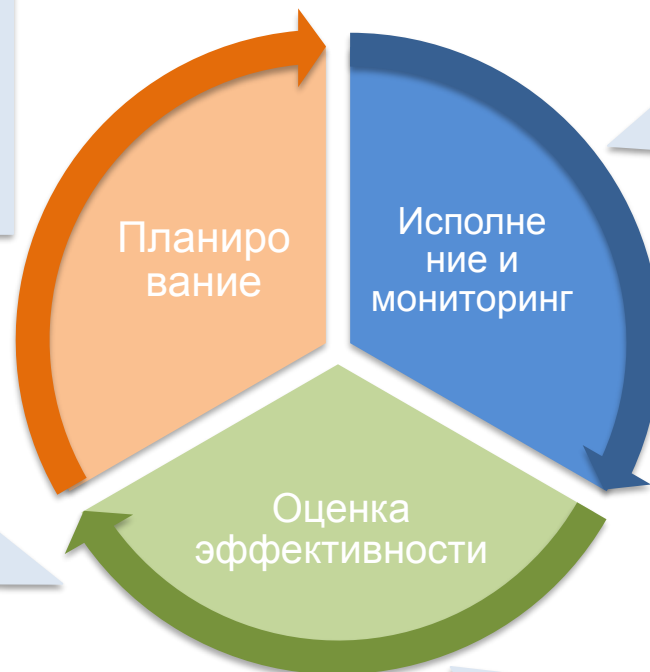 Планиро
вание
Исполне
ние и
мониторинг
Оценка
эффективности